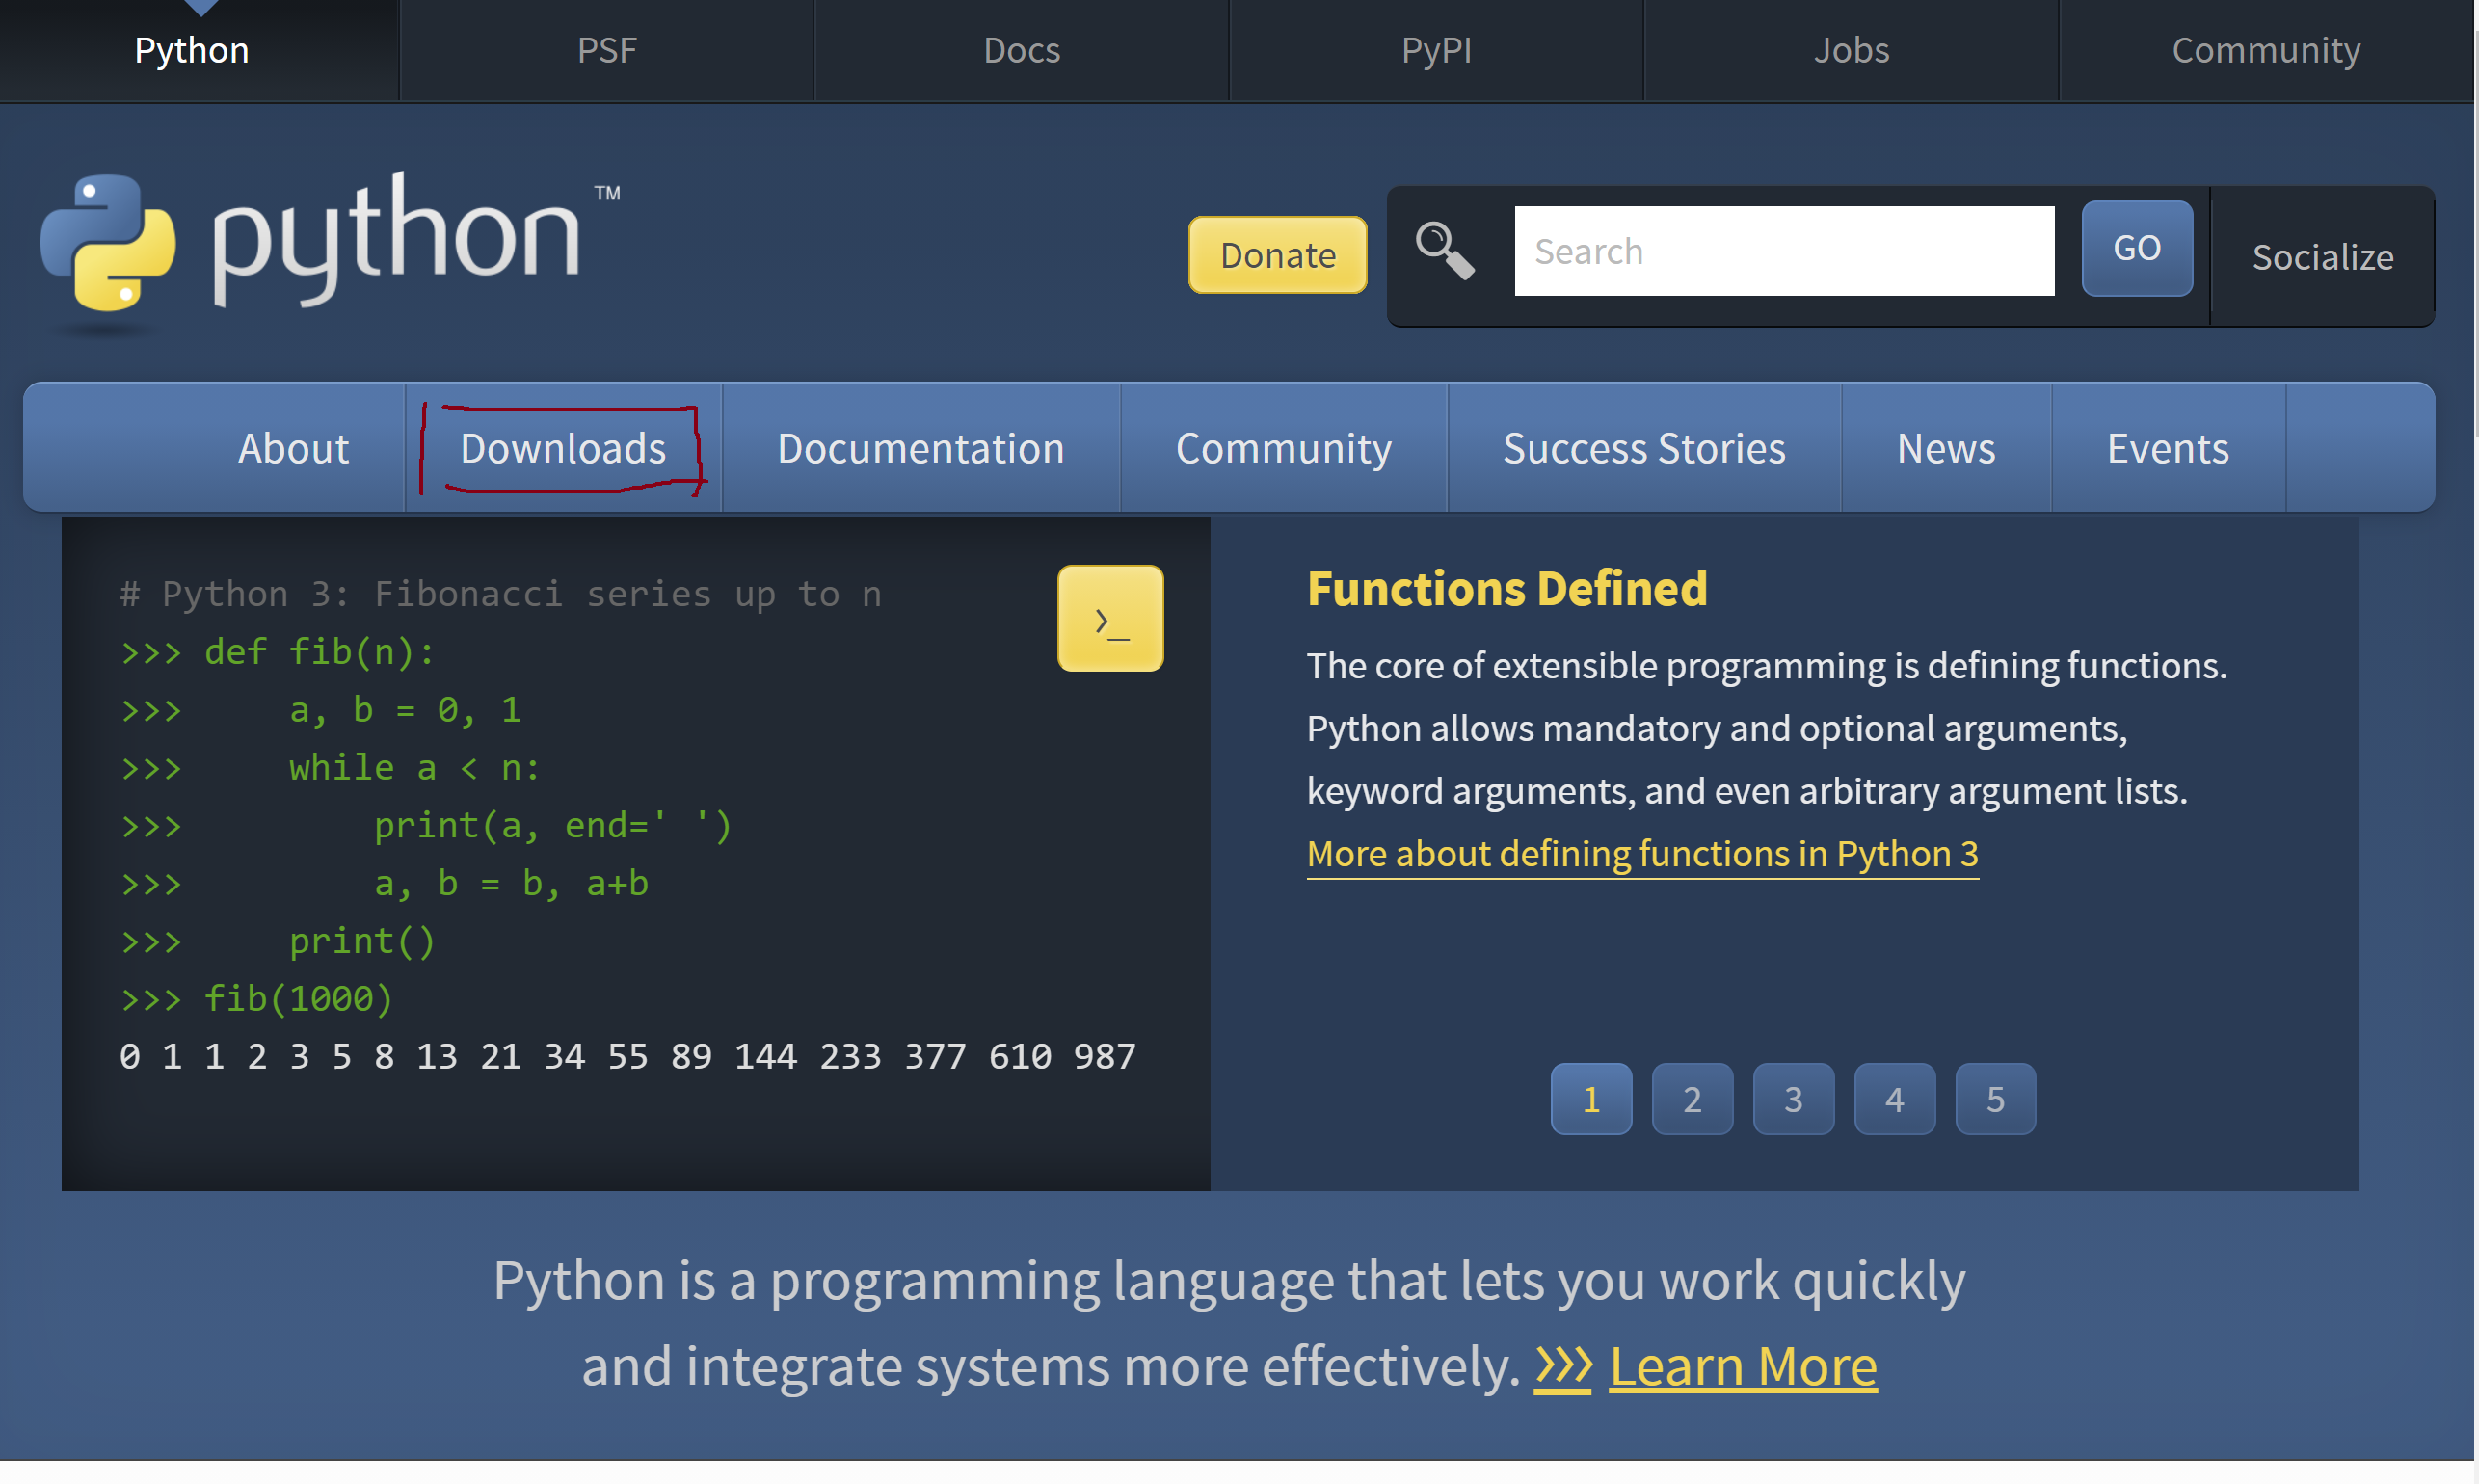 Python PSF Docs PyPI Jobs Community
python™
Donate Search GO Socialize
About Downloads Documentation Community Success Stories News Events
# Python 3: Fibonacci series up to n
>>> def fib(n):
>>>     a, b = 0, 1
>>>     while a < n:
>>>         print(a, end=' ')
>>>         a, b = b, a+b
>>>     print()
>>> fib(1000)
0 1 1 2 3 5 8 13 21 34 55 89 144 233 377 610 987
>_
Functions Defined
The core of extensible programming is defining functions.
Python allows mandatory and optional arguments,
keyword arguments, and even arbitrary argument lists.
More about defining functions in Python 3
1 2 3 4 5
Python is a programming language that lets you work quickly
and integrate systems more effectively. >>> Learn More